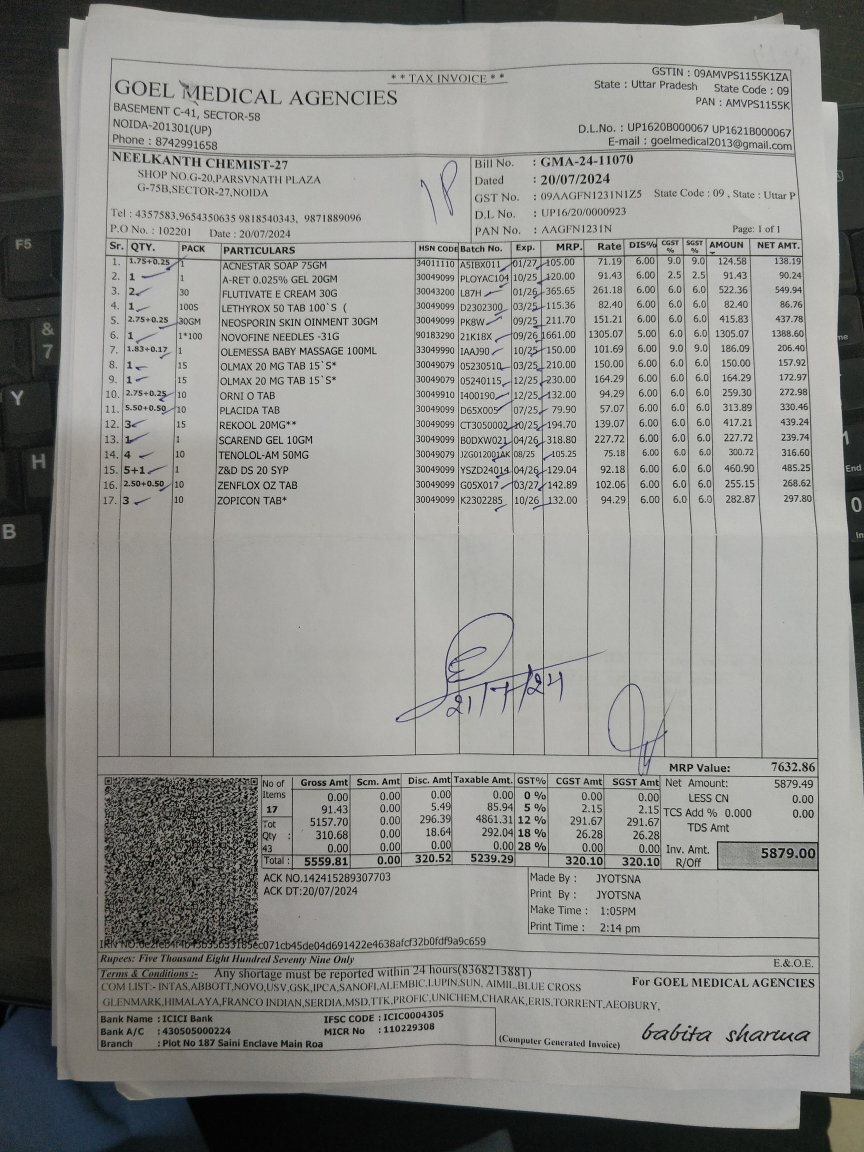 ** TAX INVOICE **
GSTIN : 09AMVPS1155K1ZA
GOEL MEDICAL AGENCIES
State : Uttar Pradesh State Code : 09
PAN : AMVPS1155K
BASEMENT C-41, SECTOR-58
NOIDA-201301(UP)
D.L.No. : UP1620B000067 UP1621B000067
Phone : 8742991658
E-mail : goelmedical2013@gmail.com
NEELKANTH CHEMIST-27
SHOP NO.G-20,PARSVNATH PLAZA
G-75B,SECTOR-27,NOIDA
Tel : 4357583,9654350635 9818540343, 9871889096
P.O No. : 102201 Date : 20/07/2024
18
Bill No. : GMA-24-11070
Dated : 20/07/2024
GST No. : 09AAGFN1231N1Z5 State Code : 09 , State : Uttar P
D.L No. : UP16/20/0000923
PAN No. : AAGFN1231N Page: 1 of 1
Sr. QTY. PACK PARTICULARS HSN CODE Batch No. Exp. MRP. Rate DIS% CGST % SGST % AMOUN NET AMT.
1. 1.75+0.25 1 ACNESTAR SOAP 75GM 34011110 A5IBX011 01/27 105.00 71.19 6.00 9.0 9.0 124.58 138.19
2. 1 1 A-RET 0.025% GEL 20GM 30049099 PLOYAC104 10/25 120.00 91.43 6.00 2.5 2.5 91.43 90.24
3. 2 30 FLUTIVATE E CREAM 30G 30043200 L87H 01/26 365.65 261.18 6.00 6.0 6.0 522.36 549.94
4. 1 100S LETHYROX 50 TAB 100`S ( 30049099 D2302300 03/25 115.36 82.40 6.00 6.0 6.0 82.40 86.76
5. 2.75+0.25 30GM NEOSPORIN SKIN OINMENT 30GM 30049099 PK8W 09/25 211.70 151.21 6.00 6.0 6.0 415.83 437.78
6. 1 1*100 NOVOFINE NEEDLES -31G 90183290 21K18X 09/26 1661.00 1305.07 5.00 6.0 6.0 1305.07 1388.60
7. 1.83+0.17 1 OLEMESSA BABY MASSAGE 100ML 33049990 IAAJ90 10/25 150.00 101.69 6.00 9.0 9.0 186.09 206.40
8. 1 15 OLMAX 20 MG TAB 15`S* 30049079 05230510 03/25 210.00 150.00 6.00 6.0 6.0 150.00 157.92
9. 1 15 OLMAX 20 MG TAB 15`S* 30049079 05240115 12/25 230.00 164.29 6.00 6.0 6.0 164.29 172.97
10. 2.75+0.25 10 ORNI O TAB 30049910 I400190 12/25 132.00 94.29 6.00 6.0 6.0 259.30 272.98
11. 5.50+0.50 10 PLACIDA TAB 30049099 D65X005 07/25 79.90 57.07 6.00 6.0 6.0 313.89 330.46
12. 3 15 REKOOL 20MG** 30049099 CT3050002 10/25 194.70 139.07 6.00 6.0 6.0 417.21 439.24
13. 1 1 SCAREND GEL 10GM 30049099 B0DXW021 04/26 318.80 227.72 6.00 6.0 6.0 227.72 239.74
14. 4 10 TENOLOL-AM 50MG 30049079 JZG012001AK 08/25 105.25 75.18 6.00 6.0 6.0 300.72 316.60
15. 5+1 1 Z&D DS 20 SYP 30049099 YSZD24014 04/26 129.04 92.18 6.00 6.0 6.0 460.90 485.25
16. 2.50+0.50 10 ZENFLOX OZ TAB 30049099 G05X017 03/27 142.89 102.06 6.00 6.0 6.0 255.15 268.62
17. 3 10 ZOPICON TAB* 30049099 K2302285 10/26 132.00 94.29 6.00 6.0 6.0 282.87 297.80
21/7/24
MRP Value: 7632.86
No of Items 17 Tot Qty : 43
Gross Amt Scm. Amt Disc. Amt Taxable Amt. GST% CGST Amt SGST Amt
0.00 0.00 0.00 0.00 0 % 0.00 0.00
91.43 0.00 5.49 85.94 5 % 2.15 2.15
5157.70 0.00 296.39 4861.31 12 % 291.67 291.67
310.68 0.00 18.64 292.04 18 % 26.28 26.28
0.00 0.00 0.00 0.00 28 % 0.00 0.00
Total : 5559.81 0.00 320.52 5239.29 320.10 320.10
Net Amount: 5879.49
LESS CN 0.00
TCS Add % 0.000 0.00
TDS Amt
Inv. Amt. R/Off 5879.00
ACK NO.142415289307703
ACK DT:20/07/2024
Made By : JYOTSNA
Print By : JYOTSNA
Make Time : 1:05PM
Print Time : 2:14 pm
Rupees: Five Thousand Eight Hundred Seventy Nine Only
E.&O.E.
Terms & Conditions :- Any shortage must be reported within 24 hours(8368213881)
COM LIST:- INTAS,ABBOTT,NOVO,USV,GSK,IPCA,SANOFI,ALEMBIC,LUPIN,SUN, AIMIL,BLUE CROSS
GLENMARK,HIMALAYA,FRANCO INDIAN,SERDIA,MSD,TTK,PROFIC,UNICHEM,CHARAK,ERIS,TORRENT,AEOBURY,
For GOEL MEDICAL AGENCIES
Bank Name : ICICI Bank IFSC CODE : ICIC0004305
Bank A/C : 430505000224 MICR No : 110229308
Branch : Plot No 187 Saini Enclave Main Roa
(Computer Generated Invoice)
babita sharma
F5
&
7
Y
H
B
End
0